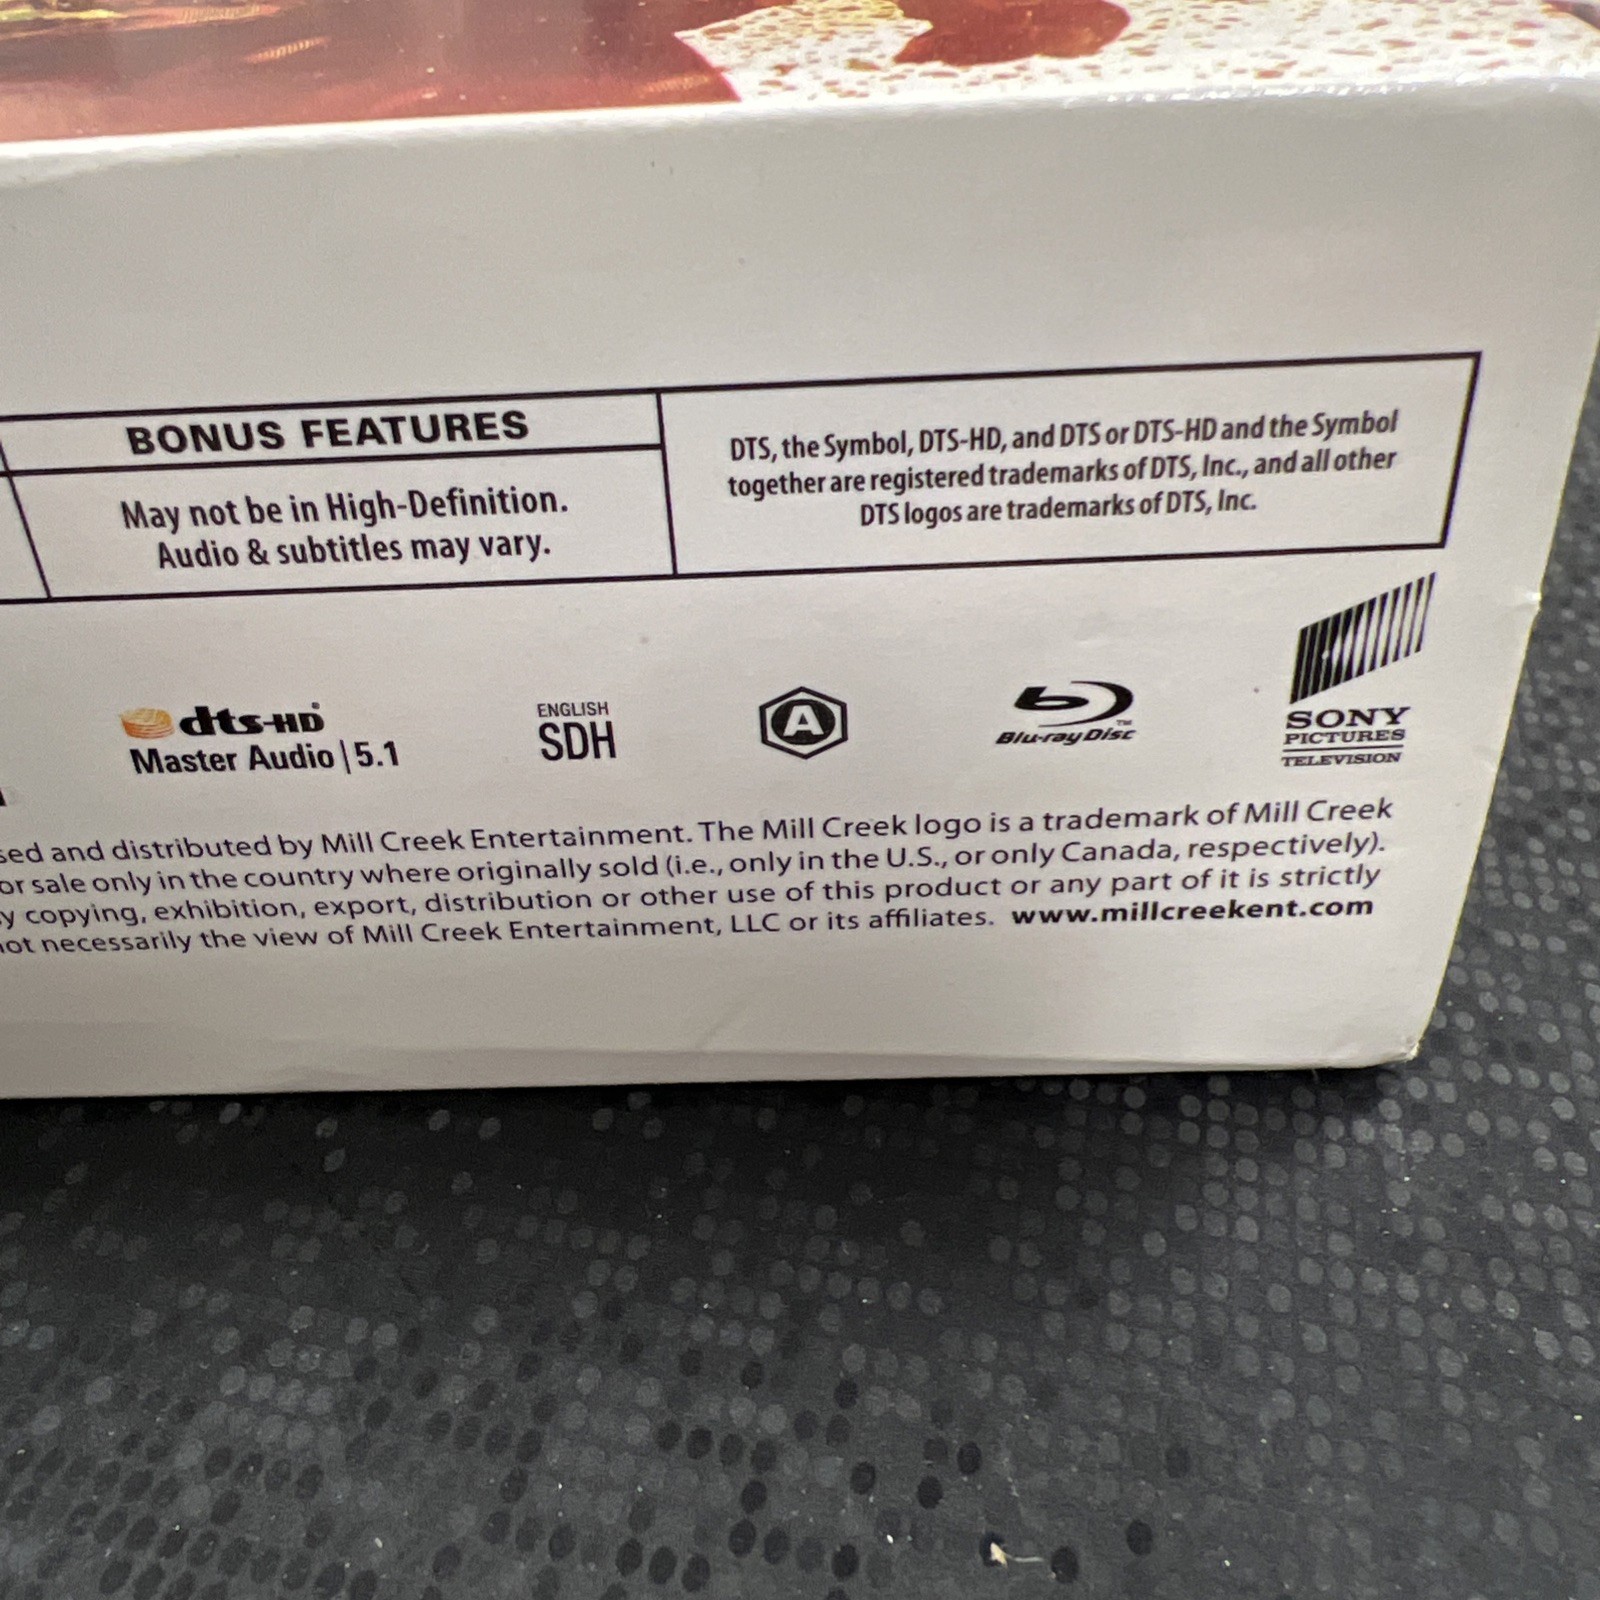 BONUS FEATURES
May not be in High-Definition.
Audio & subtitles may vary.
DTS, the Symbol, DTS-HD, and DTS or DTS-HD and the Symbol
together are registered trademarks of DTS, Inc., and all other
DTS logos are trademarks of DTS, Inc.
dts-HD
Master Audio | 5.1
ENGLISH
SDH
A
Blu-ray Disc™
SONY
PICTURES
TELEVISION
sed and distributed by Mill Creek Entertainment. The Mill Creek logo is a trademark of Mill Creek
or sale only in the country where originally sold (i.e., only in the U.S., or only Canada, respectively).
y copying, exhibition, export, distribution or other use of this product or any part of it is strictly
not necessarily the view of Mill Creek Entertainment, LLC or its affiliates. www.millcreekent.com